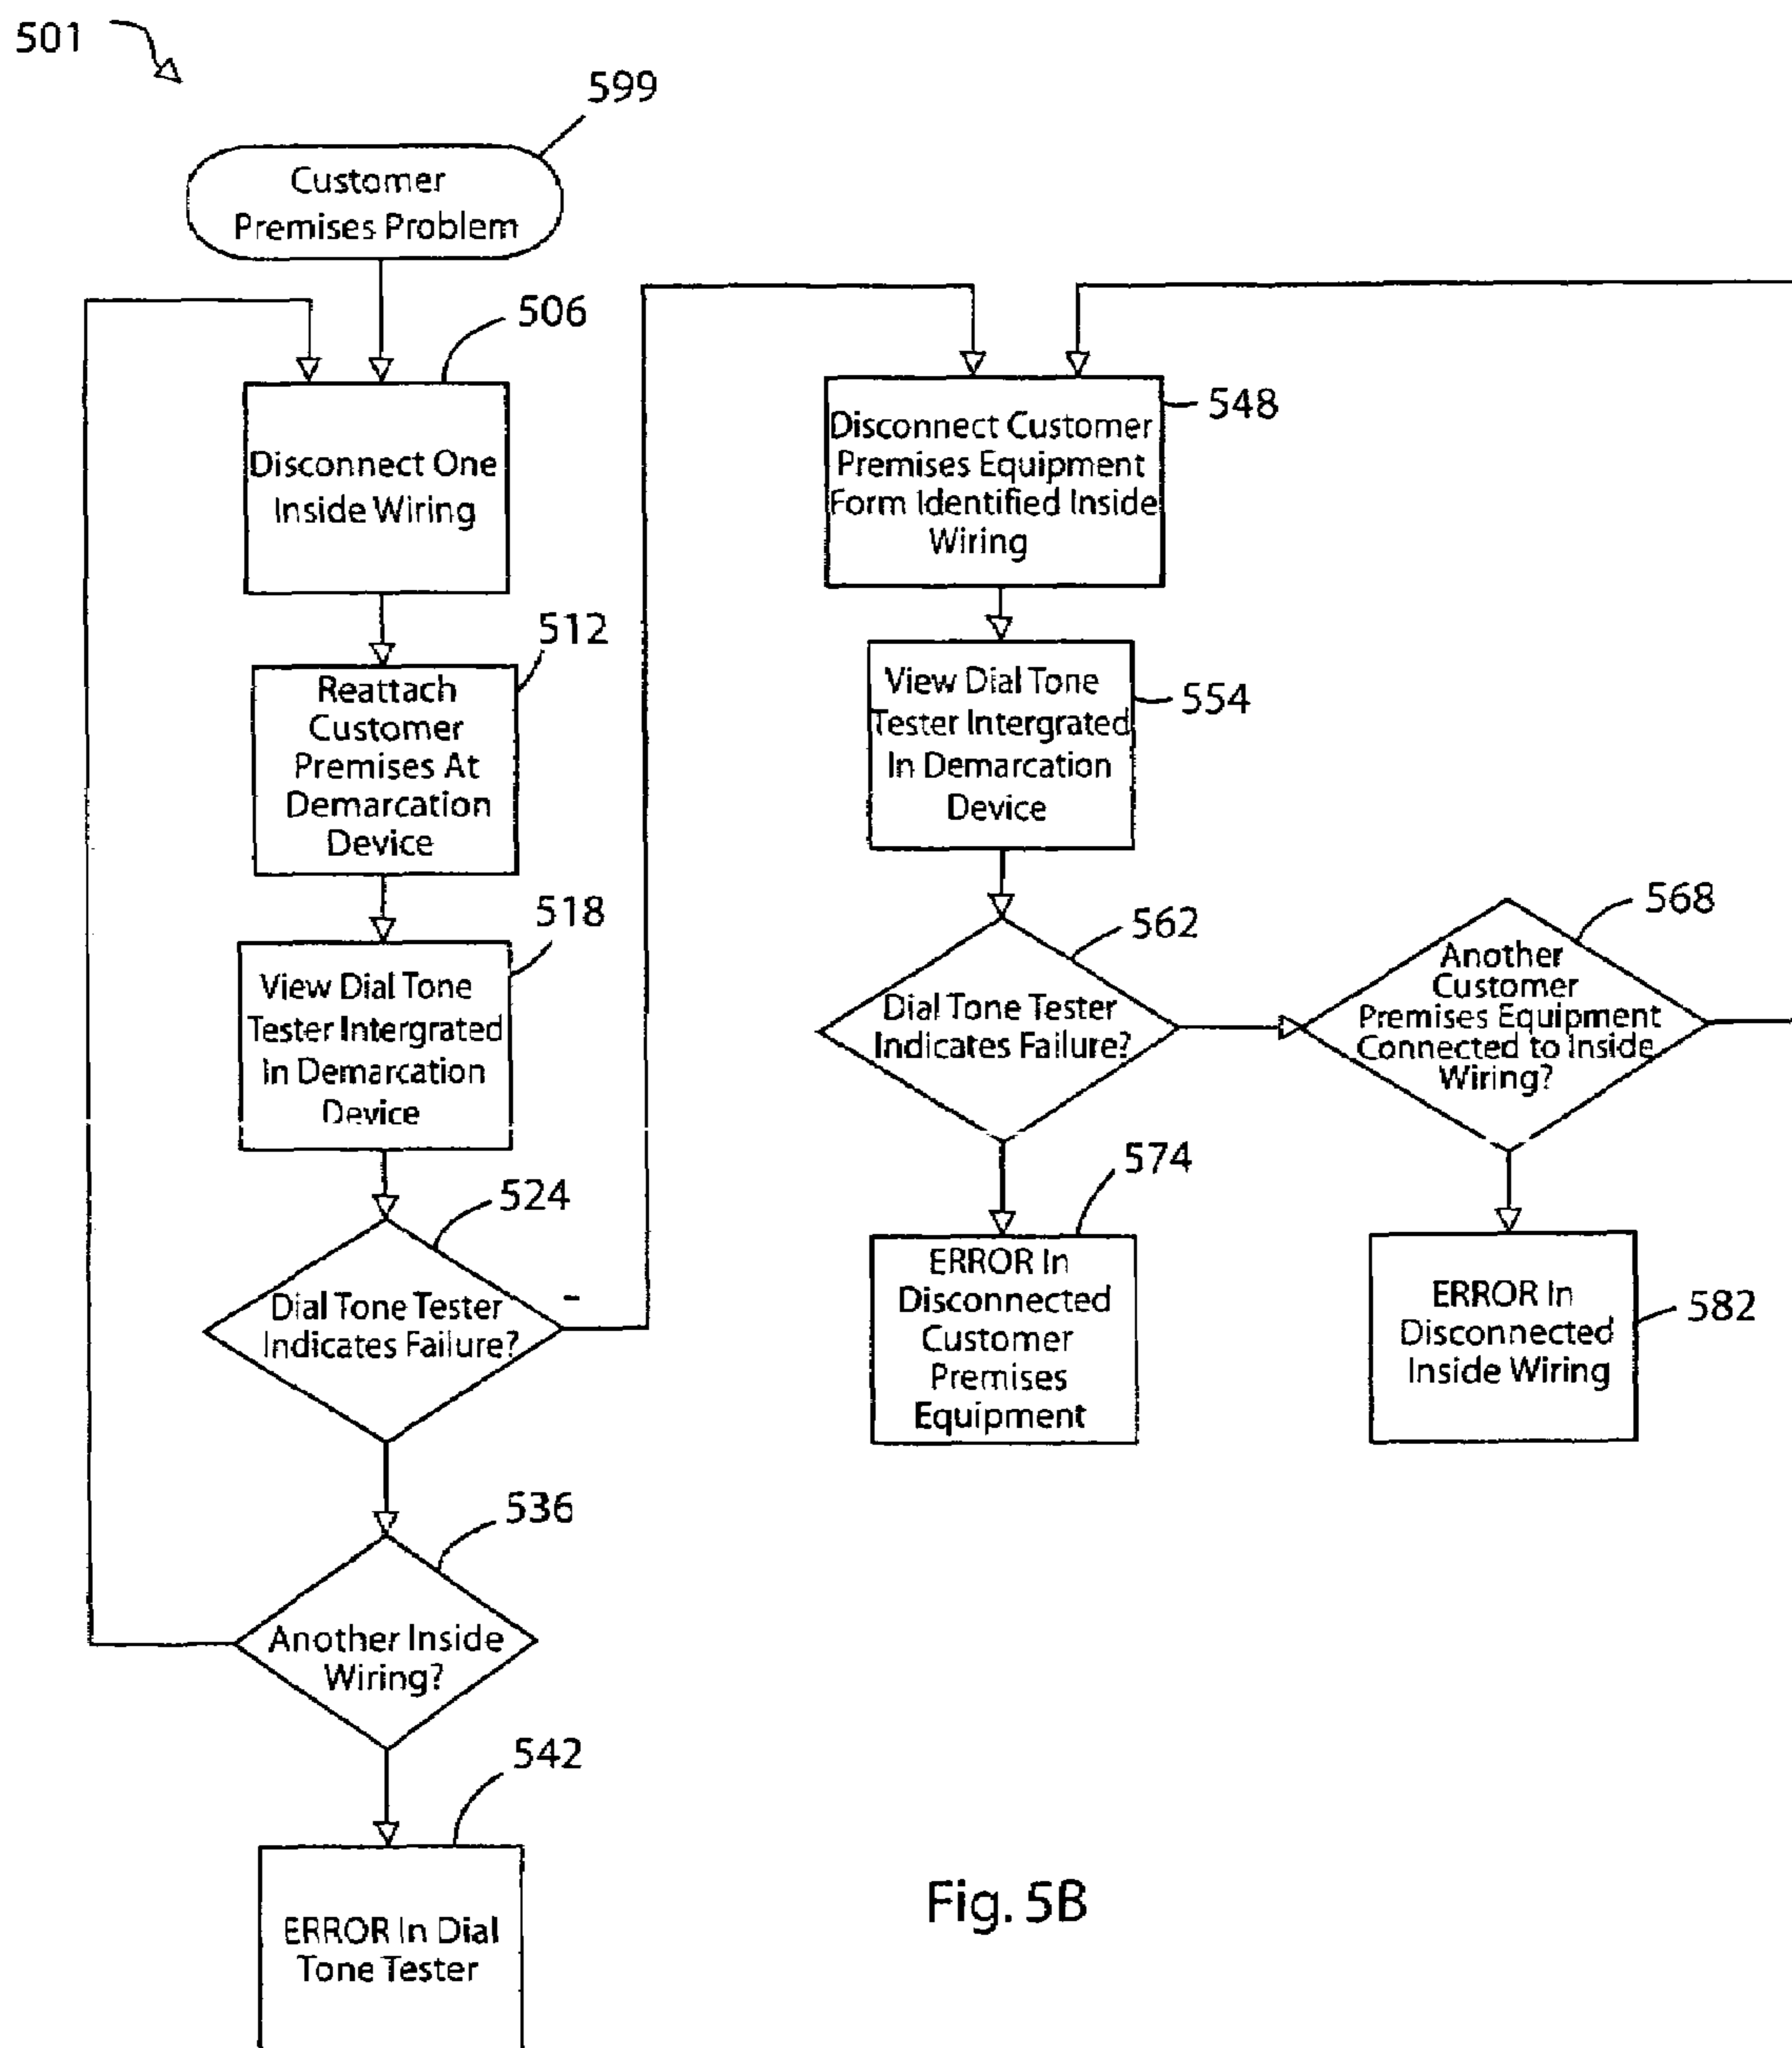 501
599
Customer
Premises Problem
506
Disconnect One
Inside Wiring
512
Reattach
Customer
Premises At
Demarcation
Device
518
View Dial Tone
Tester Intergrated
In Demarcation
Device
524
Dial Tone Tester
Indicates Failure?
536
Another Inside
Wiring?
542
ERROR In Dial
Tone Tester
548
Disconnect Customer
Premises Equipment
Form Identified Inside
Wiring
554
View Dial Tone
Tester Intergrated
In Demarcation
Device
562
Dial Tone Tester
Indicates Failure?
568
Another
Customer
Premises Equipment
Connected to Inside
Wiring?
574
ERROR In
Disconnected
Customer
Premises
Equipment
582
ERROR In
Disconnected
Inside Wiring
Fig. 5B